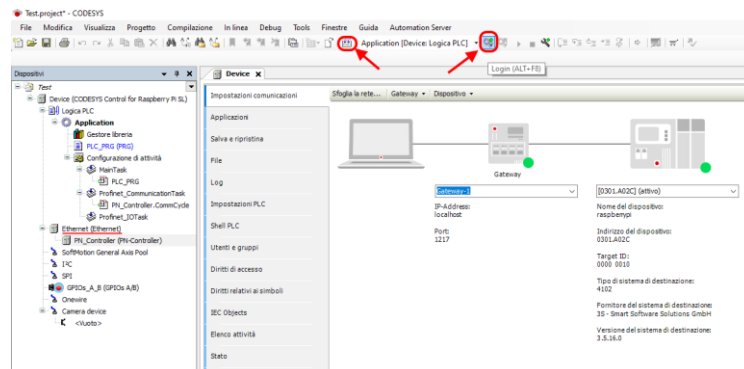 Test.project* - CODESYS
File Modifica Visualizza Progetto Compilazione In linea Debug Tools Finestre Guida Automation Server
Application [Device: Logica PLC]
Login (ALT+F8)
Dispositivi
Test
Device (CODESYS Control for Raspberry Pi SL)
Logica PLC
Application
Gestore libreria
PLC_PRG (PRG)
Configurazione di attività
MainTask
PLC_PRG
Profinet_CommunicationTask
PN_Controller.CommCycle
Profinet_IOTask
Ethernet (Ethernet)
PN_Controller (PN-Controller)
SoftMotion General Axis Pool
I²C
SPI
GPIOs_A_B (GPIOs A/B)
Onewire
Camera device
<Vuoto>
Device
Impostazioni comunicazioni
Applicazioni
Salva e ripristina
File
Log
Impostazioni PLC
Shell PLC
Utenti e gruppi
Diritti di accesso
Diritti relativi ai simboli
IEC Objects
Elenco attività
Stato
Sfoglia la rete... Gateway Dispositivo
Gateway
Gateway-1
IP-Address:
localhost
Port:
1217
[0301.A02C] (attivo)
Nome del dispositivo:
raspberrypi
Indirizzo del dispositivo:
0301.A02C
Target ID:
0000 0010
Tipo di sistema di destinazione:
4102
Fornitore del sistema di destinazione:
3S - Smart Software Solutions GmbH
Versione del sistema di destinazione:
3.5.16.0